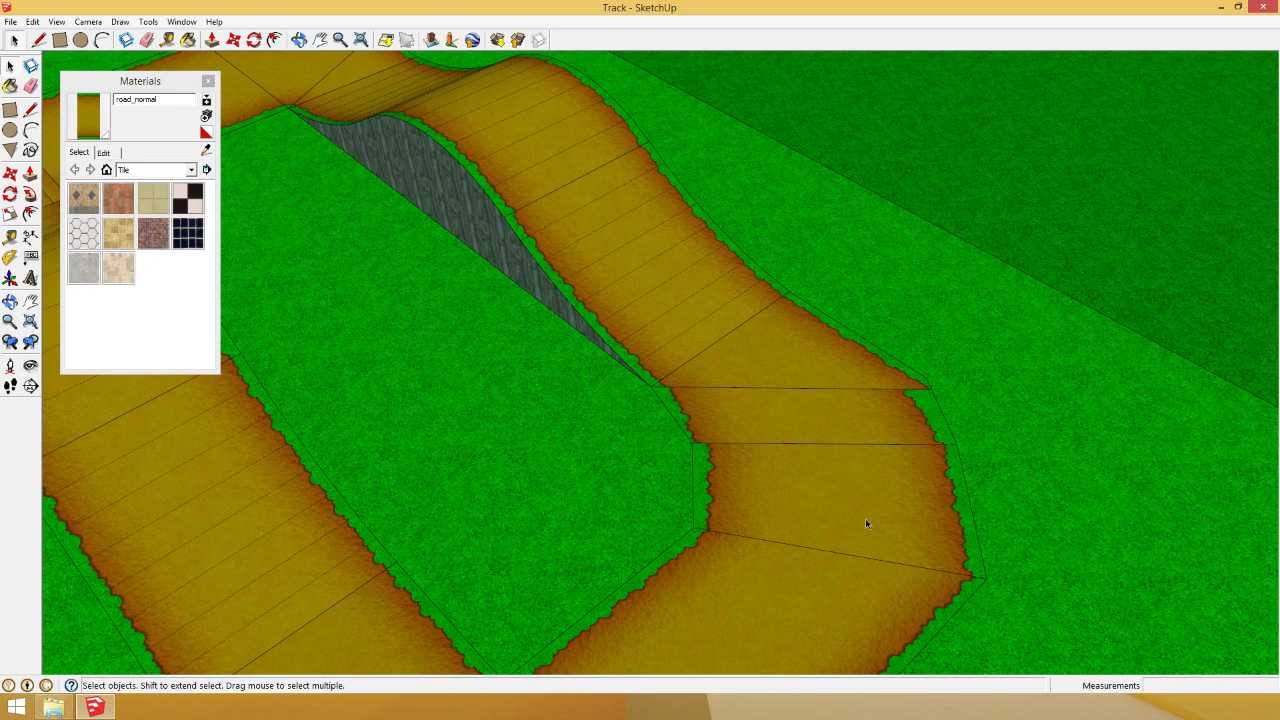 Track - SketchUp
File Edit View Camera Draw Tools Window Help
Materials
road_normal
Select Edit
Tile
Select objects. Shift to extend select. Drag mouse to select multiple.
Measurements